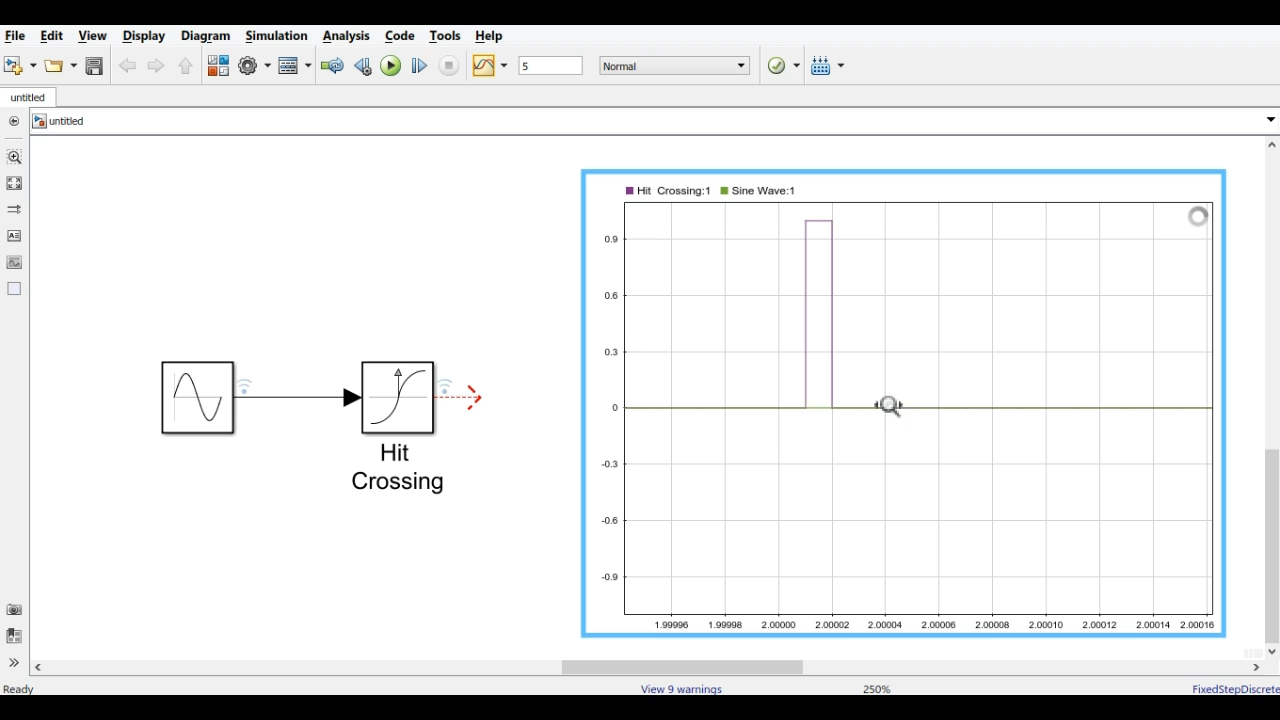 File Edit View Display Diagram Simulation Analysis Code Tools Help
5 Normal
untitled
untitled
Hit Crossing:1 Sine Wave:1
0.9
0.6
0.3
0
-0.3
-0.6
-0.9
1.99996 1.99998 2.00000 2.00002 2.00004 2.00006 2.00008 2.00010 2.00012 2.00014 2.00016
Hit
Crossing
Ready View 9 warnings 250% FixedStepDiscrete